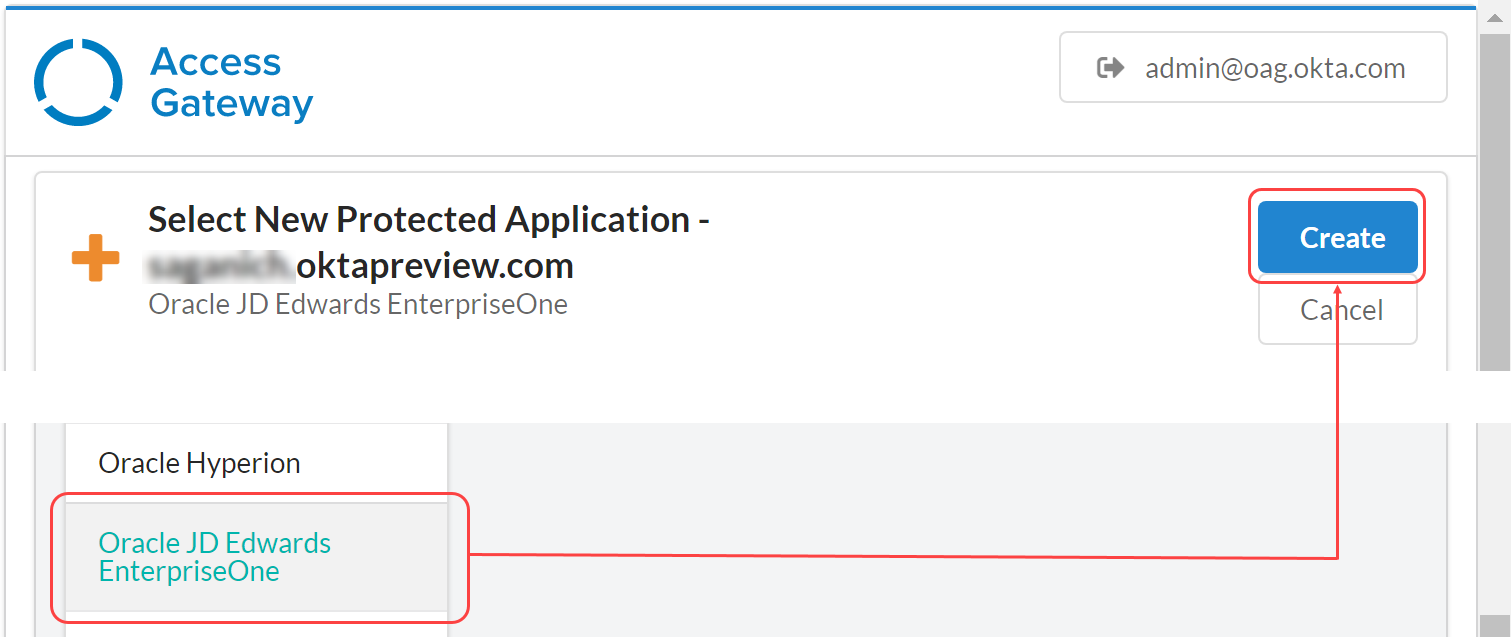 Access
Gateway
admin@oag.okta.com
Select New Protected Application -
oktapreview.com
Create
Oracle JD Edwards EnterpriseOne
Cancel
Oracle Hyperion
Oracle JD Edwards
EnterpriseOne